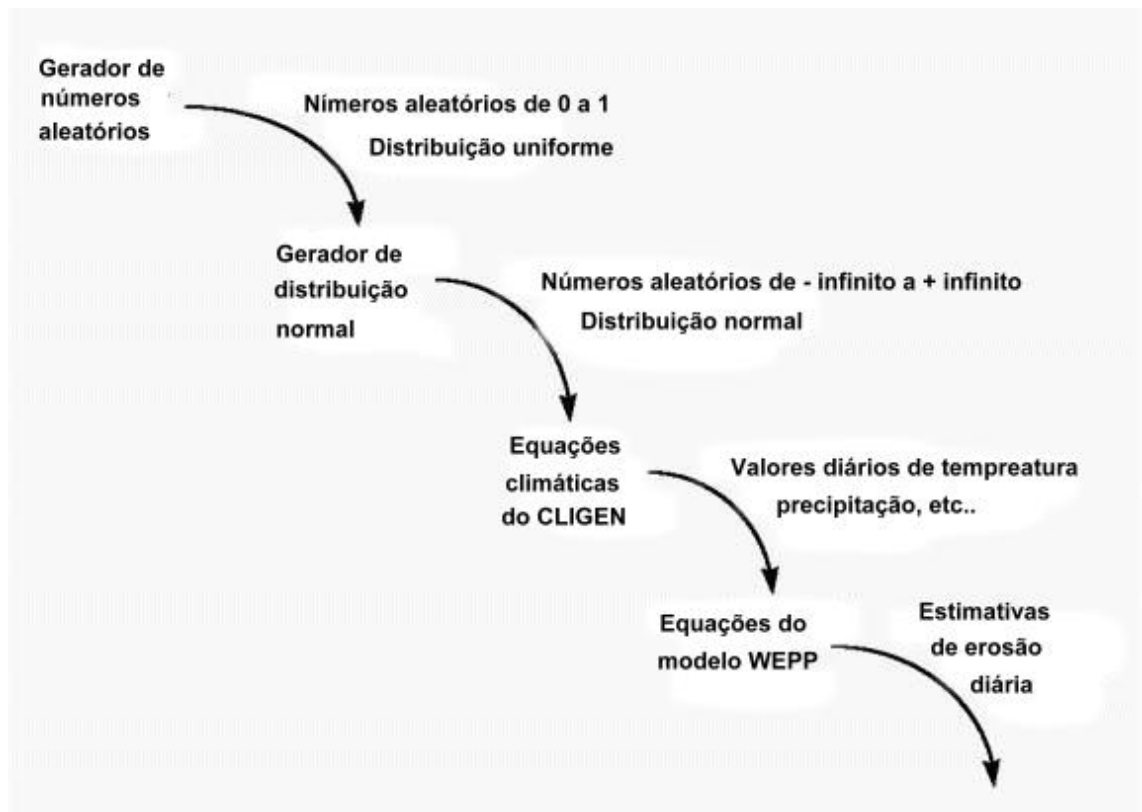 Gerador de
números
aleatórios
Nímeros aleatórios de 0 a 1
Distribuição uniforme
Gerador de
distribuição
normal
Números aleatórios de - infinito a + infinito
Distribuição normal
Equações
climáticas
do CLIGEN
Valores diários de tempreatura
precipitação, etc..
Equações do
modelo WEPP
Estimativas
de erosão
diária